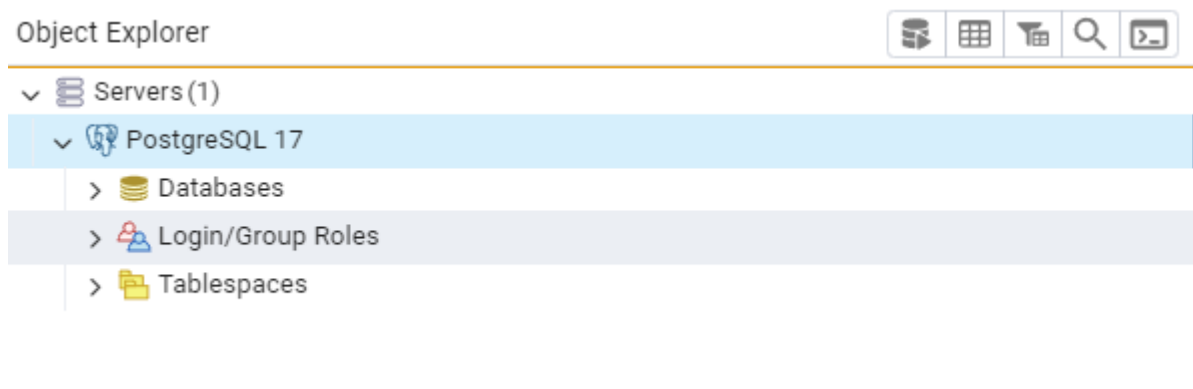 Object Explorer
Servers (1)
PostgreSQL 17
Databases
Login/Group Roles
Tablespaces